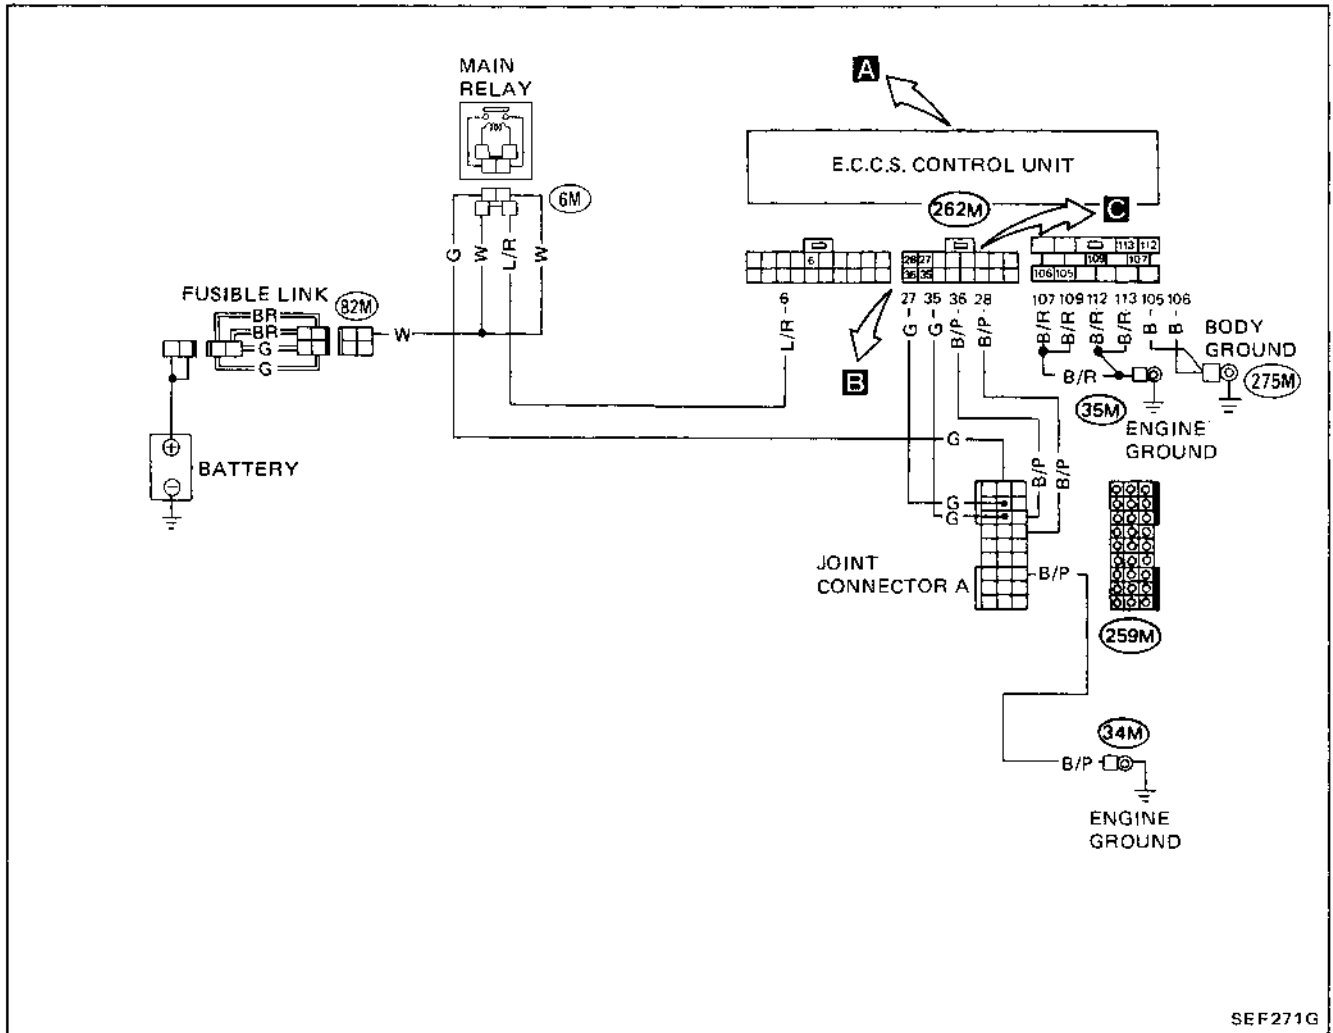 MAIN
RELAY
A
E.C.C.S. CONTROL UNIT
6M
262M
C
G
W
L/R
W
6
28 27
36 35
113 112
109 107
106 105
FUSIBLE LINK
82M
BR
BR
G
G
W
6
27 35 36 28
107 109 112 113 105 106
L/R
G
G
B/P
B/P
B/R
B/R
B/R
B/R
B
B
BODY
GROUND
275M
B
B/R
35M
ENGINE
GROUND
BATTERY
G
B/P
B/P
G
G
JOINT
CONNECTOR A
B/P
259M
34M
B/P
ENGINE
GROUND
SEF271G